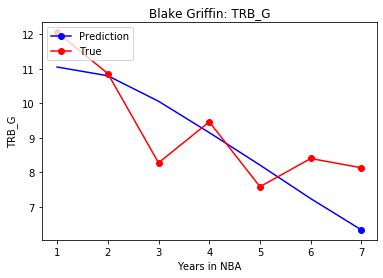 Blake Griffin: TRB_G
Prediction
True
TRB_G
12
11
10
9
8
7
1 2 3 4 5 6 7
Years in NBA